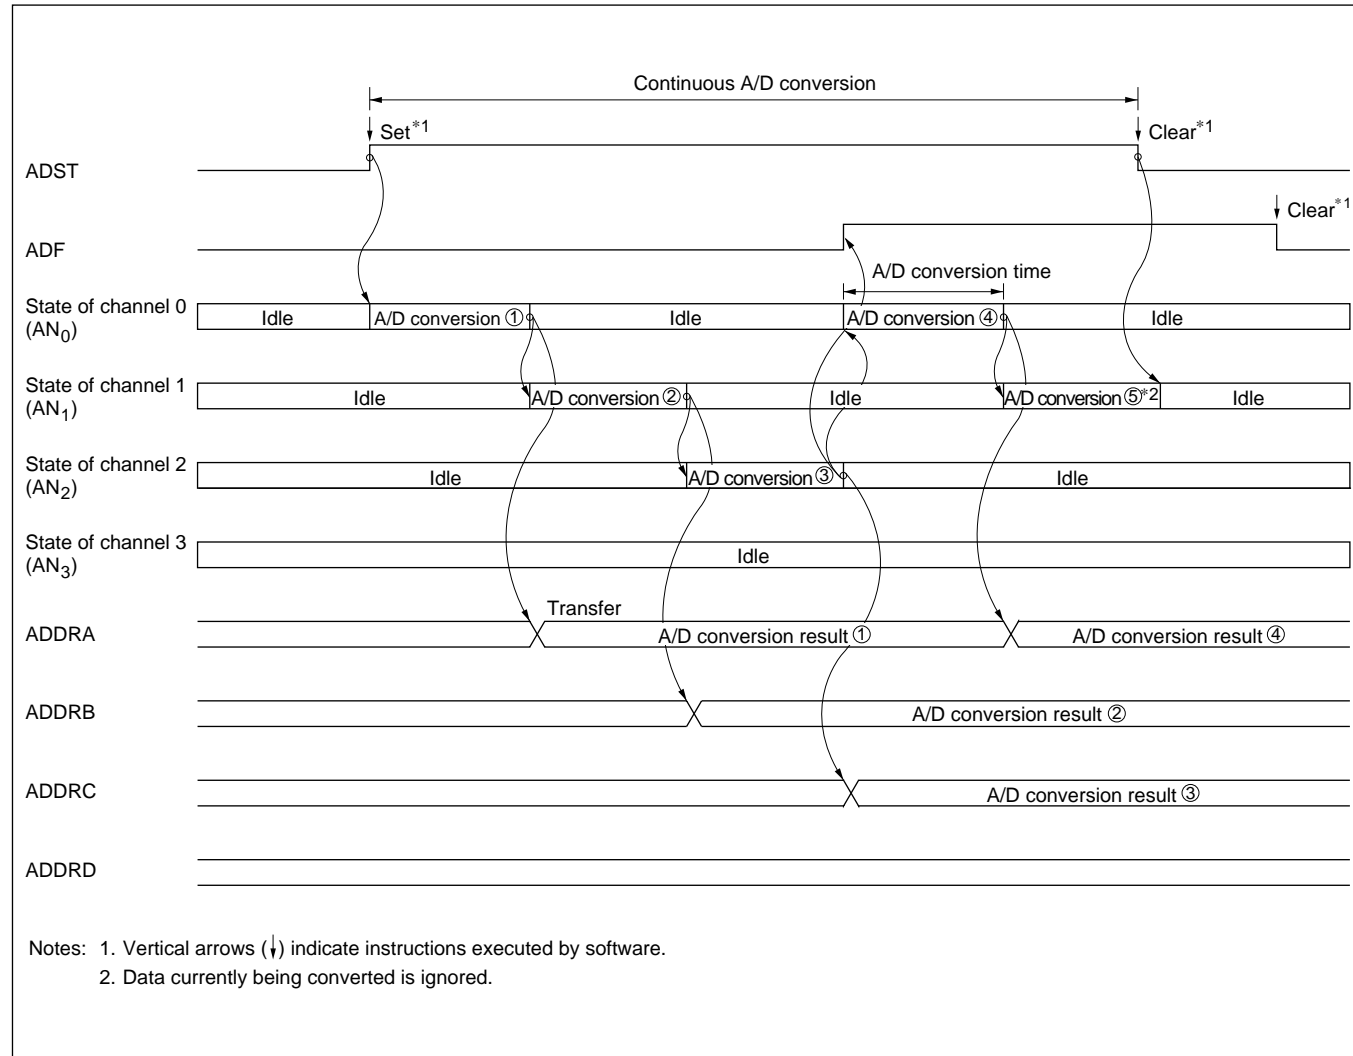 Continuous A/D conversion
Set*1
Clear*1
ADST
Clear*1
ADF
A/D conversion time
State of channel 0
(AN0)
Idle
A/D conversion ①
Idle
A/D conversion ④
Idle
State of channel 1
(AN1)
Idle
A/D conversion ②
Idle
A/D conversion ⑤*2
Idle
State of channel 2
(AN2)
Idle
A/D conversion ③
Idle
State of channel 3
(AN3)
Idle
Transfer
ADDRA
A/D conversion result ①
A/D conversion result ④
ADDRB
A/D conversion result ②
ADDRC
A/D conversion result ③
ADDRD
Notes: 1. Vertical arrows (↓) indicate instructions executed by software.
2. Data currently being converted is ignored.